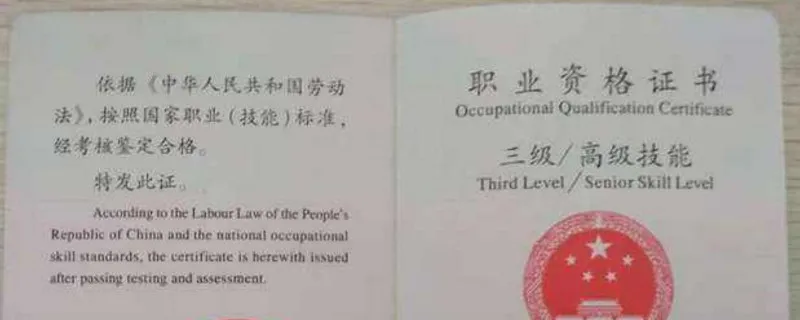 依据《中华人民共和国劳动
法》，按照国家职业（技能）标准，
经考核鉴定合格。
特发此证。
According to the Labour Law of the People's
Republic of China and the national occupational
skill standards, the certificate is herewith issued
after passing testing and assessment.
职业资格证书
Occupational Qualification Certificate
三级/高级技能
Third Level/Senior Skill Level